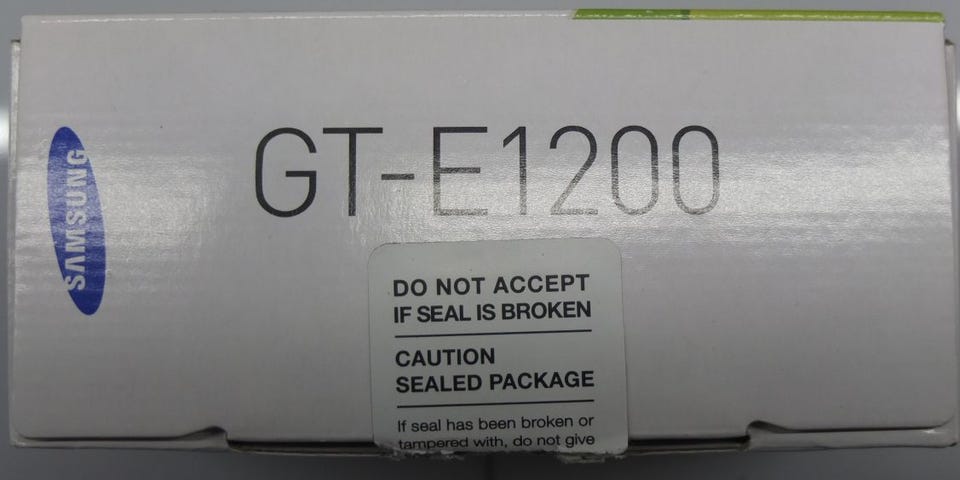 SAMSUNG
GT-E1200
DO NOT ACCEPT
IF SEAL IS BROKEN
CAUTION
SEALED PACKAGE
If seal has been broken or
tampered with, do not give